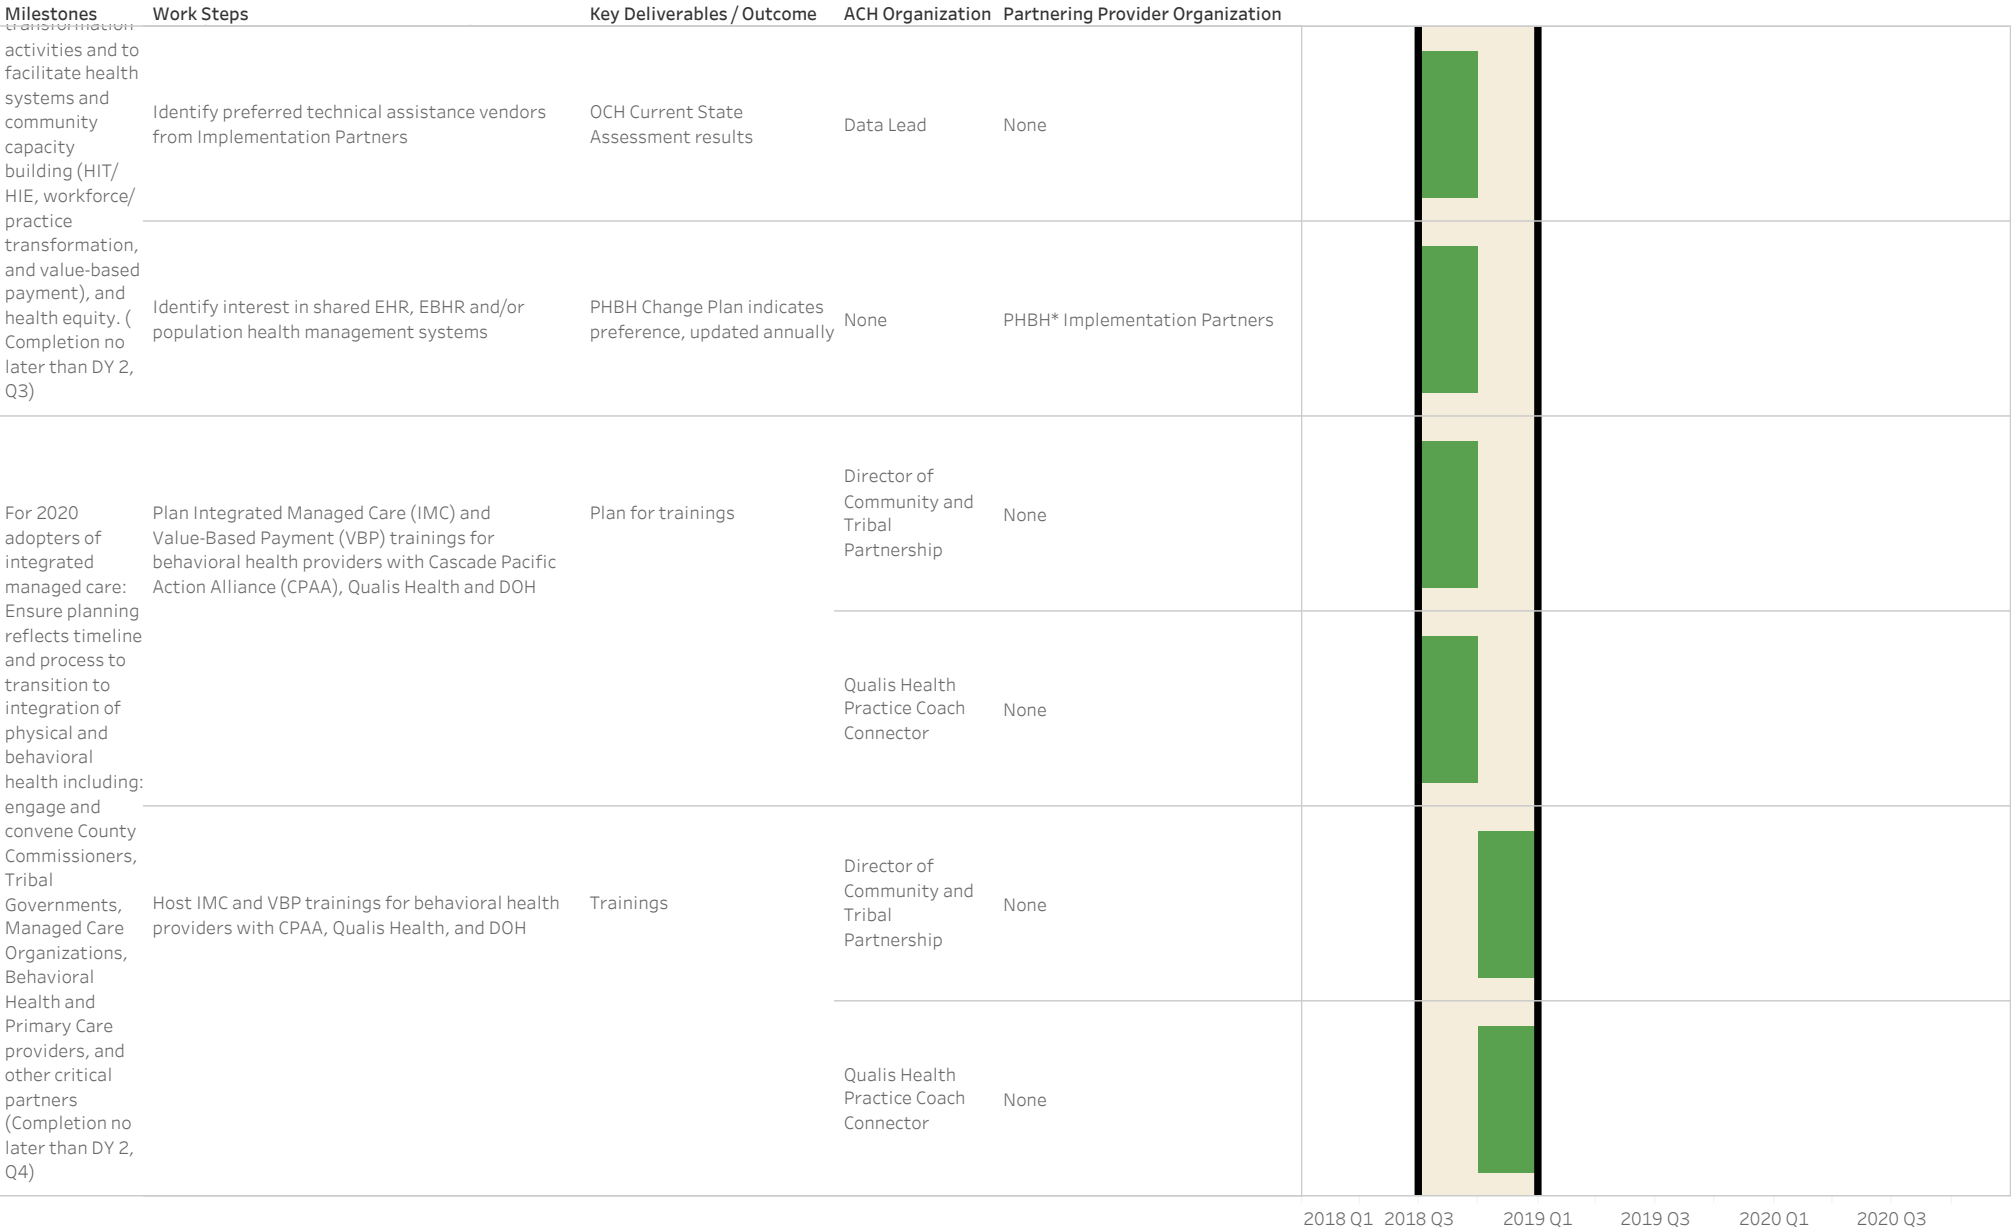 Milestones Work Steps Key Deliverables / Outcome ACH Organization Partnering Provider Organization
transformation
activities and to
facilitate health
systems and
community
capacity
building (HIT/
HIE, workforce/
practice
transformation,
and value-based
payment), and
health equity. (
Completion no
later than DY 2,
Q3)
Identify preferred technical assistance vendors
from Implementation Partners
OCH Current State
Assessment results
Data Lead
None
Identify interest in shared EHR, EBHR and/or
population health management systems
PHBH Change Plan indicates
preference, updated annually
None
PHBH* Implementation Partners
For 2020
adopters of
integrated
managed care:
Ensure planning
reflects timeline
and process to
transition to
integration of
physical and
behavioral
health including:
engage and
convene County
Commissioners,
Tribal
Governments,
Managed Care
Organizations,
Behavioral
Health and
Primary Care
providers, and
other critical
partners
(Completion no
later than DY 2,
Q4)
Plan Integrated Managed Care (IMC) and
Value-Based Payment (VBP) trainings for
behavioral health providers with Cascade Pacific
Action Alliance (CPAA), Qualis Health and DOH
Plan for trainings
Director of
Community and
Tribal
Partnership
None
Qualis Health
Practice Coach
Connector
None
Host IMC and VBP trainings for behavioral health
providers with CPAA, Qualis Health, and DOH
Trainings
Director of
Community and
Tribal
Partnership
None
Qualis Health
Practice Coach
Connector
None
2018 Q1 2018 Q3 2019 Q1 2019 Q3 2020 Q1 2020 Q3